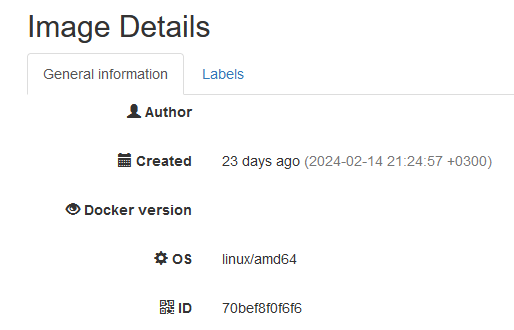 Image Details
General information Labels
Author
Created 23 days ago (2024-02-14 21:24:57 +0300)
Docker version
OS linux/amd64
ID 70bef8f0f6f6